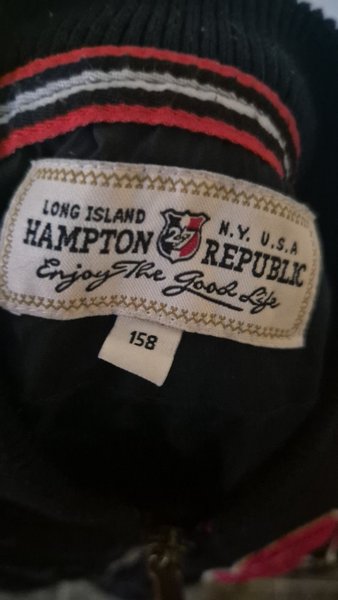 LONG ISLAND N.Y. U.S.A
HAMPTON 27 REPUBLIC
Enjoy The Good Life
158